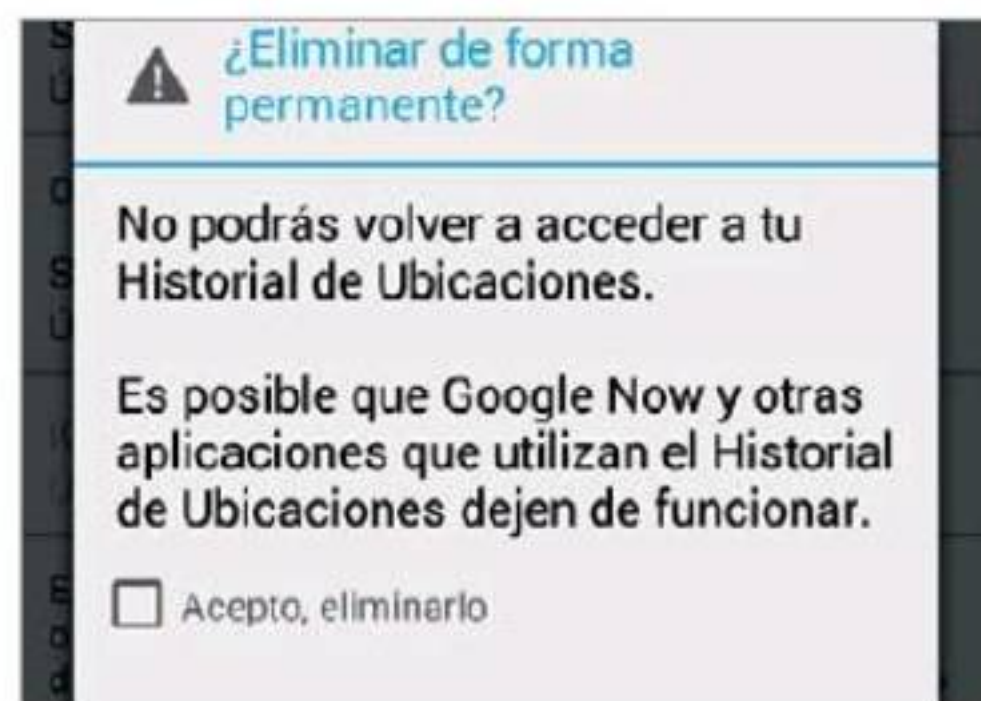 ¿Eliminar de forma
permanente?
No podrás volver a acceder a tu
Historial de Ubicaciones.
Es posible que Google Now y otras
aplicaciones que utilizan el Historial
de Ubicaciones dejen de funcionar.
Acepto, eliminarlo